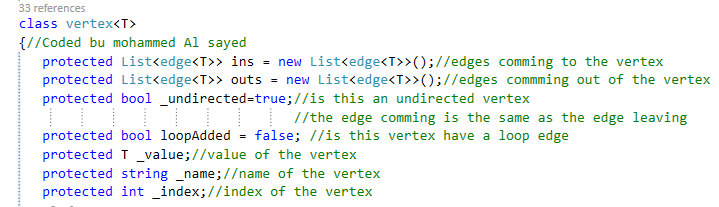 33 references
class vertex<T>
{//Coded bu mohammed Al sayed
protected List<edge<T>> ins = new List<edge<T>>();//edges comming to the vertex
protected List<edge<T>> outs = new List<edge<T>>();//edges commming out of the vertex
protected bool _undirected=true;//is this an undirected vertex
//the edge comming is the same as the edge leaving
protected bool loopAdded = false; //is this vertex have a loop edge
protected T _value;//value of the vertex
protected string _name;//name of the vertex
protected int _index;//index of the vertex